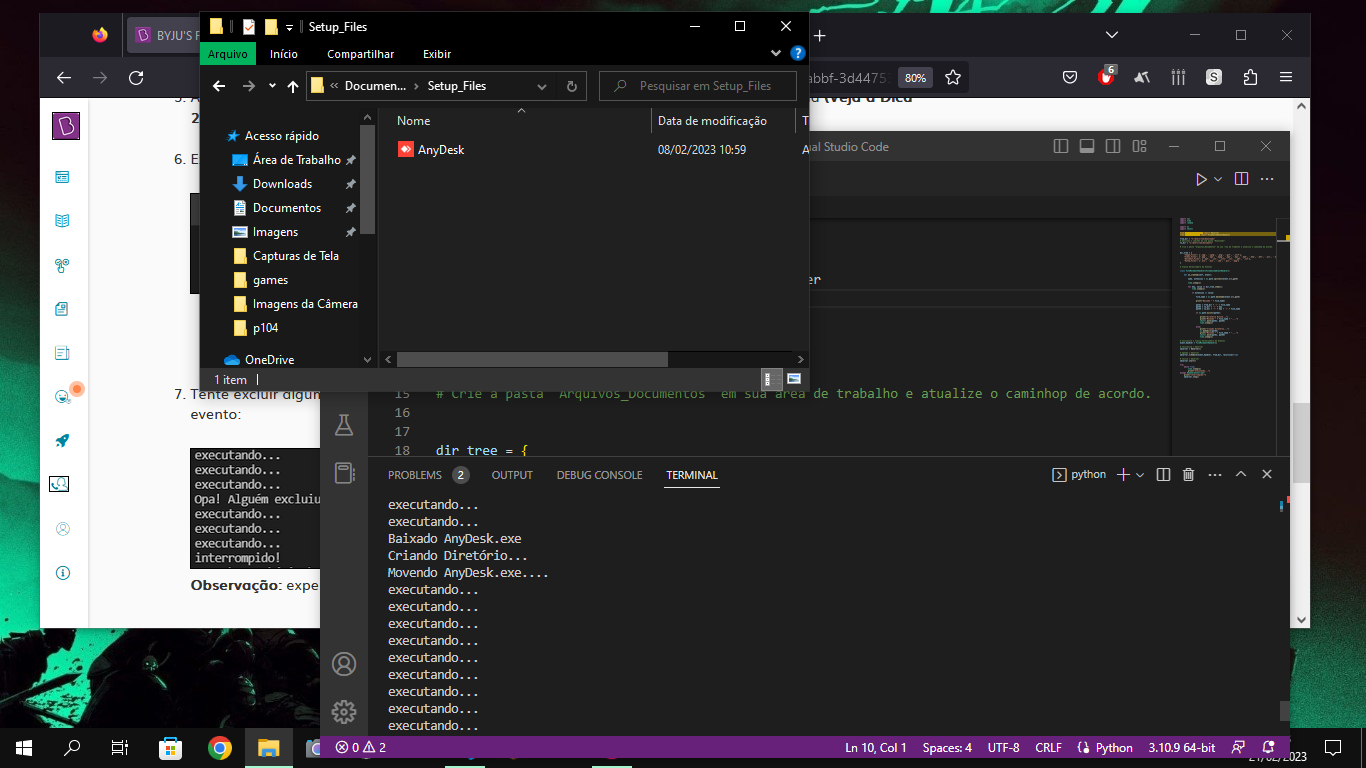 BYJU'S F
Setup_Files
Arquivo
Início
Compartilhar
Exibir
Documen...
Setup_Files
Pesquisar em Setup_Files
abbf-3d4475
80%
6
Nome
Data de modificação
T
AnyDesk
08/02/2023 10:59
A
Acesso rápido
Área de Trabalho
Downloads
Documentos
Imagens
Capturas de Tela
games
Imagens da Câmera
p104
OneDrive
1 item
(Veja a Dica
2
6. E
7. Tente excluir algum
evento:
executando...
executando...
executando...
Opa! Alguém excluiu
executando...
executando...
executando...
interrompido!
Observação: expe
ual Studio Code
er
15
# Crie a pasta "Arquivos_Documentos" em sua área de trabalho e atualize o caminhop de acordo.
16
17
18 dir_tree = {
PROBLEMS 2 OUTPUT DEBUG CONSOLE TERMINAL
python
executando...
executando...
Baixado AnyDesk.exe
Criando Diretório...
Movendo AnyDesk.exe....
executando...
executando...
executando...
executando...
executando...
executando...
executando...
executando...
executando...
0 2
Ln 10, Col 1 Spaces: 4 UTF-8 CRLF Python 3.10.9 64-bit
21/02/2023